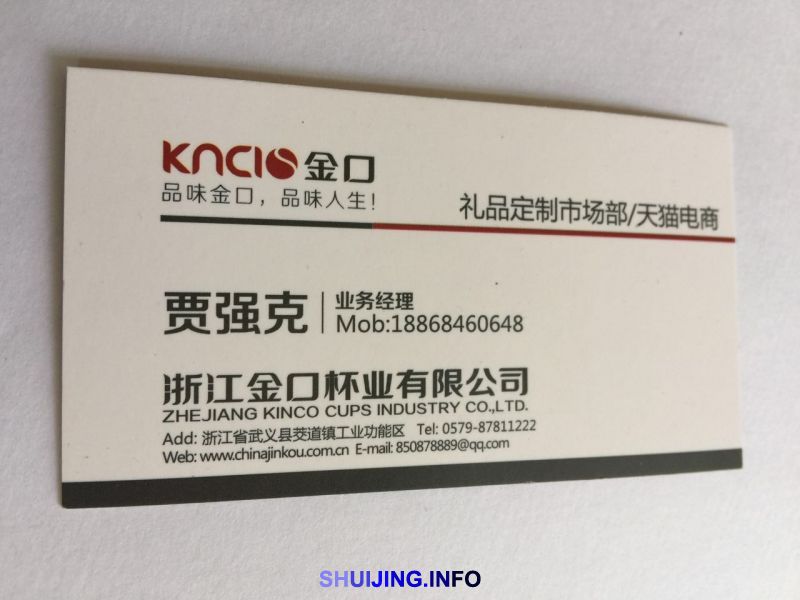 KNCIO 金口
品味金口，品味人生！
礼品定制市场部/天猫电商
贾强克
业务经理
Mob:18868460648
浙江金口杯业有限公司
ZHEJIANG KINCO CUPS INDUSTRY CO.,LTD.
Add: 浙江省武义县茭道镇工业功能区 Tel: 0579-87811222
Web: www.chinajinkou.com.cn E-mail: 850878889@qq.com
SHUIJING.INFO